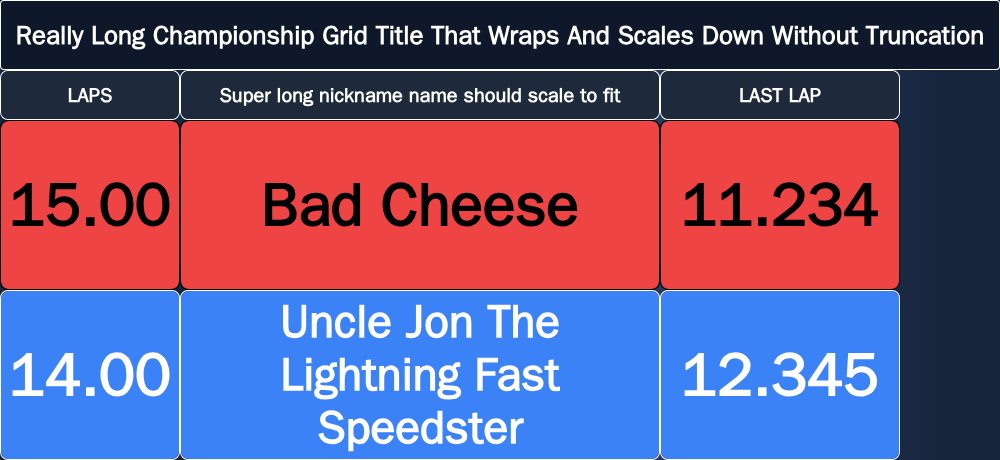 Really Long Championship Grid Title That Wraps And Scales Down Without Truncation
LAPS Super long nickname name should scale to fit LAST LAP
15.00 Bad Cheese 11.234
14.00 Uncle Jon The Lightning Fast Speedster 12.345